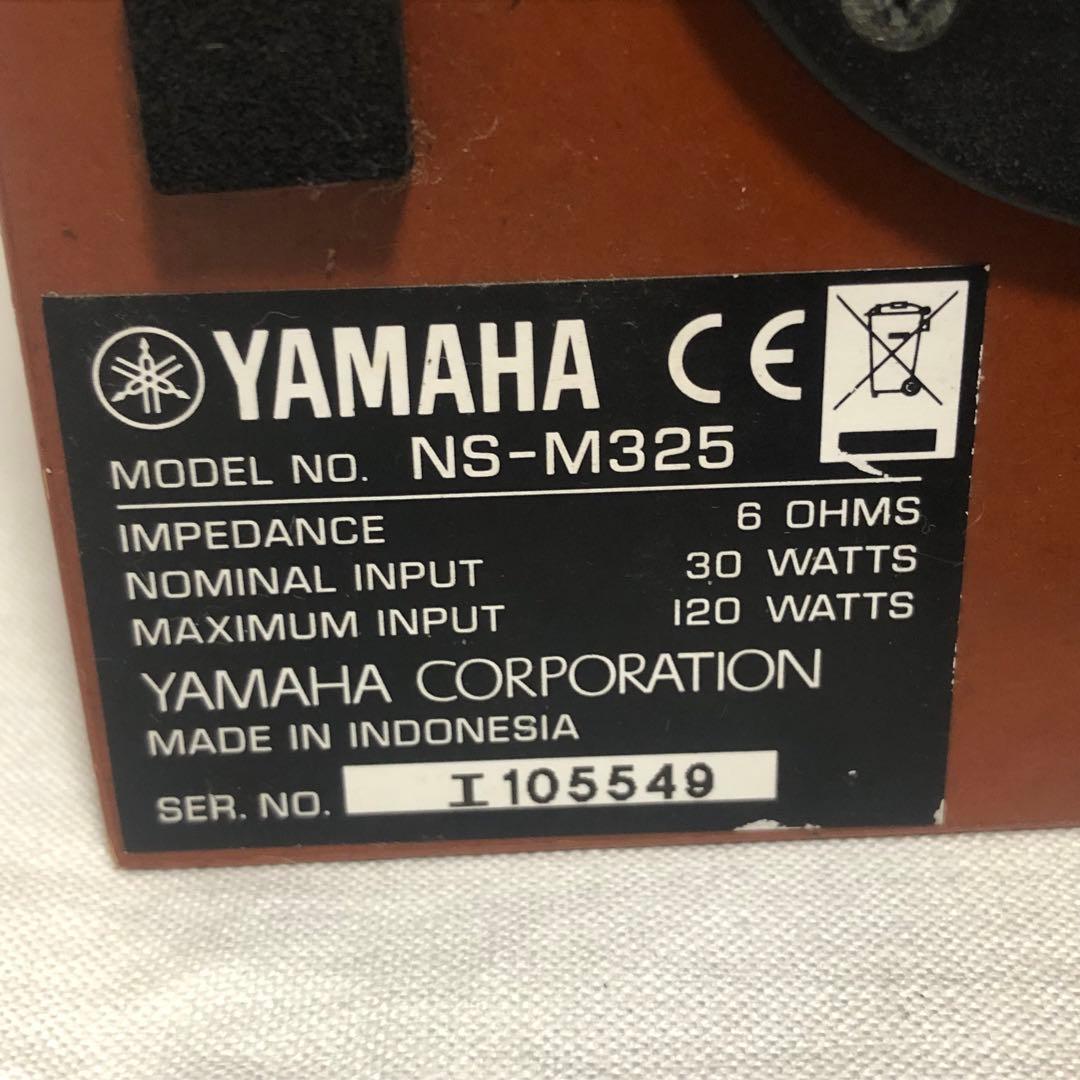 YAMAHA CE
MODEL NO. NS-M325
IMPEDANCE 6 OHMS
NOMINAL INPUT 30 WATTS
MAXIMUM INPUT 120 WATTS
YAMAHA CORPORATION
MADE IN INDONESIA
SER. NO. I105549